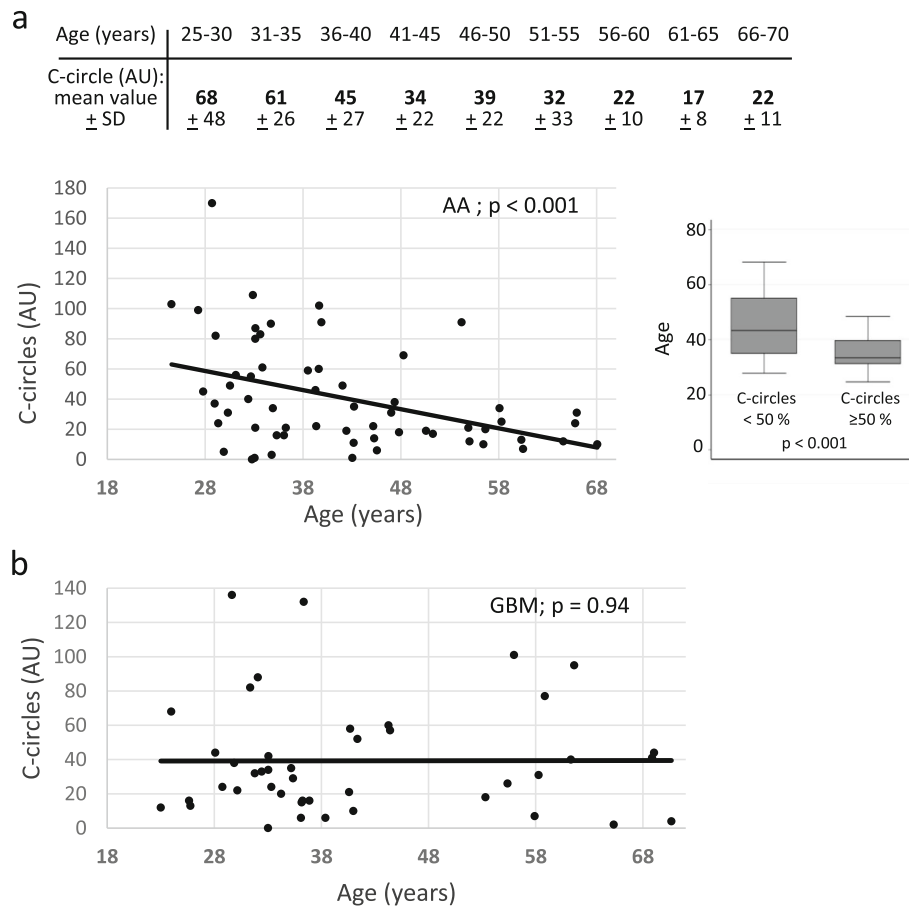 a
Age (years) 25-30 31-35 36-40 41-45 46-50 51-55 56-60 61-65 66-70
C-circle (AU):
mean value 68 61 45 34 39 32 22 17 22
± SD ± 48 ± 26 ± 27 ± 22 ± 22 ± 33 ± 10 ± 8 ± 11
AA ; p < 0.001
C-circles (AU)
180
160
140
120
100
80
60
40
20
0
18 28 38 48 58 68
Age (years)
Age
80
60
40
20
0
C-circles C-circles
< 50 % ≥50 %
p < 0.001
b
GBM; p = 0.94
C-circles (AU)
140
120
100
80
60
40
20
0
18 28 38 48 58 68
Age (years)